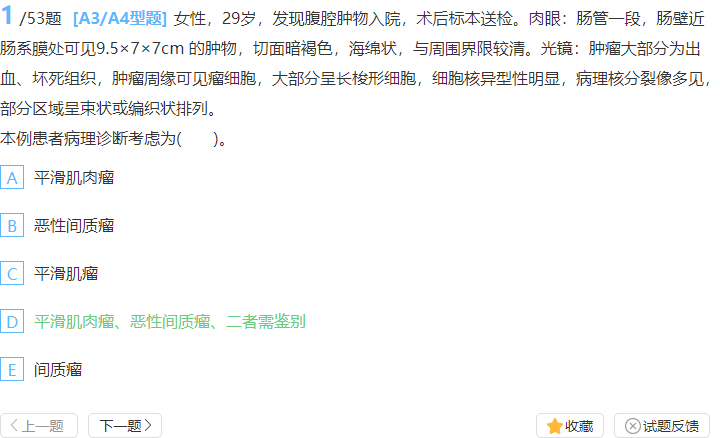 1 /53题 [A3/A4型题] 女性，29岁，发现腹腔肿物入院，术后标本送检。肉眼：肠管一段，肠壁近
肠系膜处可见9.5×7×7cm 的肿物，切面暗褐色，海绵状，与周围界限较清。光镜：肿瘤大部分为出
血、坏死组织，肿瘤周缘可见瘤细胞，大部分呈长梭形细胞，细胞核异型性明显，病理核分裂像多见，
部分区域呈束状或编织状排列。
本例患者病理诊断考虑为( )。
A 平滑肌肉瘤
B 恶性间质瘤
C 平滑肌瘤
D 平滑肌肉瘤、恶性间质瘤、二者需鉴别
E 间质瘤
上一题 下一题 收藏 试题反馈